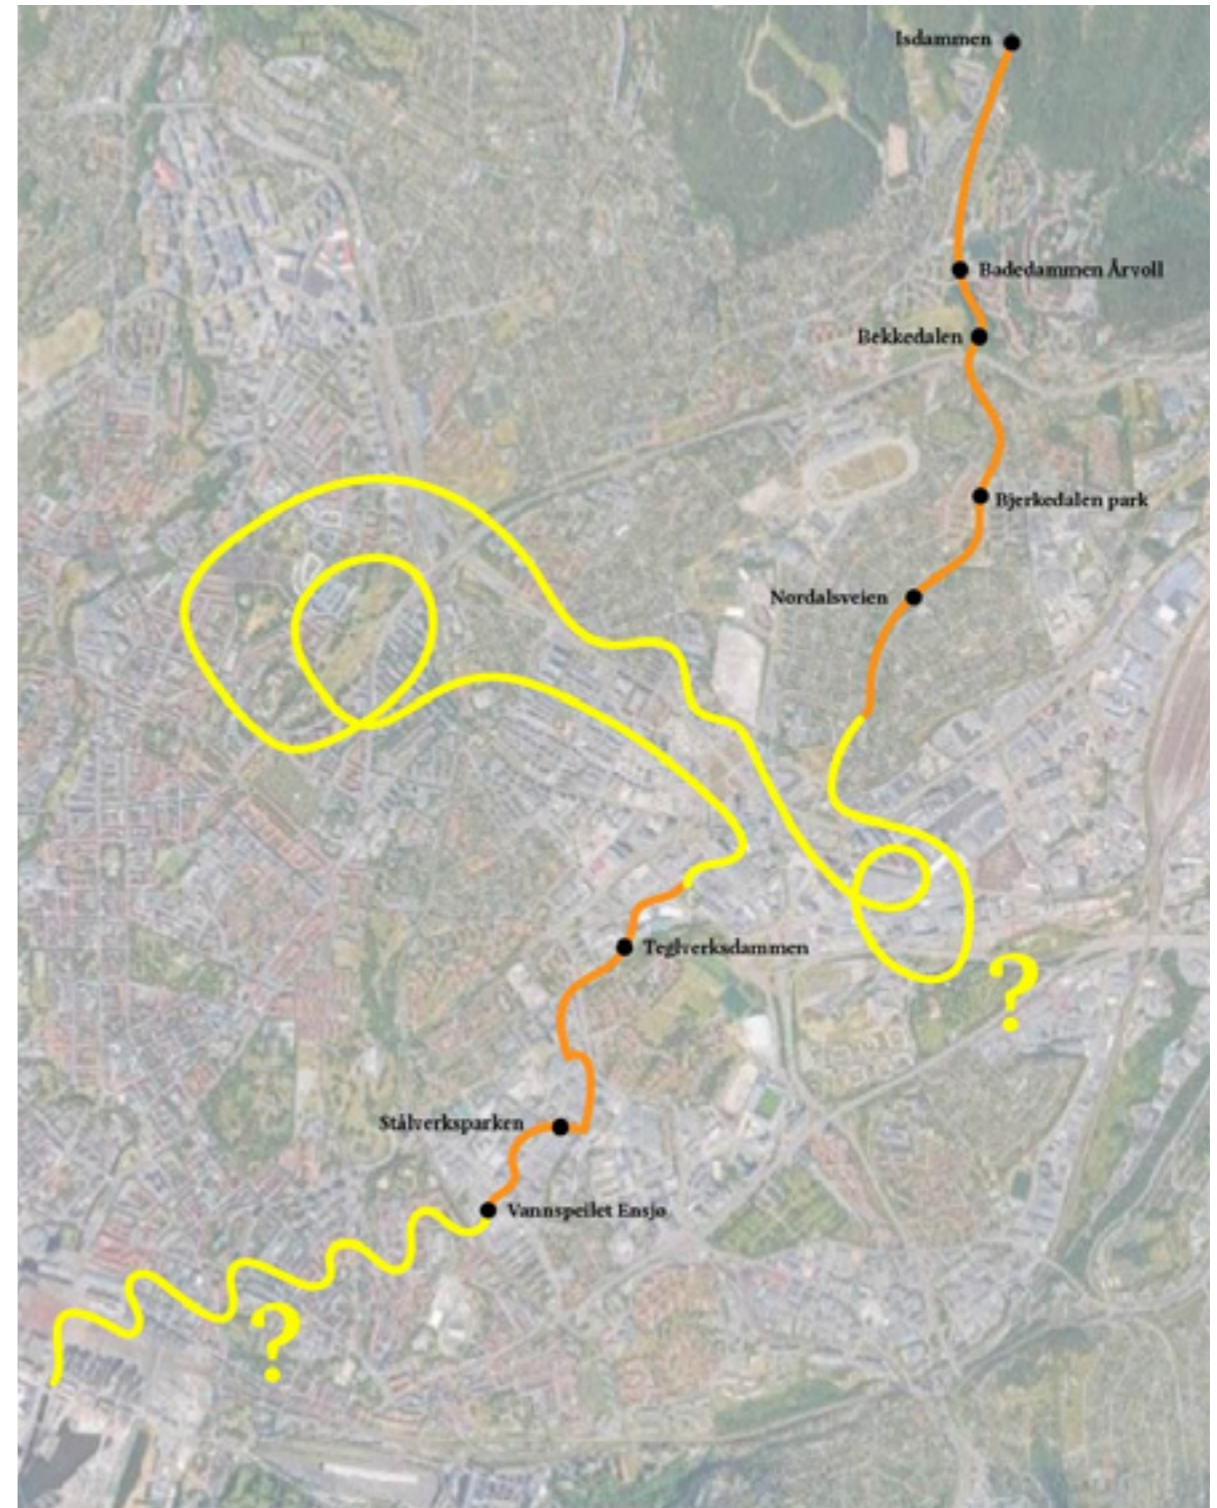 Isdammen
Badedammen Årvoll
Bekkedalen
Bjerkedalen park
Nordalsveien
Teglverksdammen
?
Stålverksparken
Vannspeilet Ensjø
?